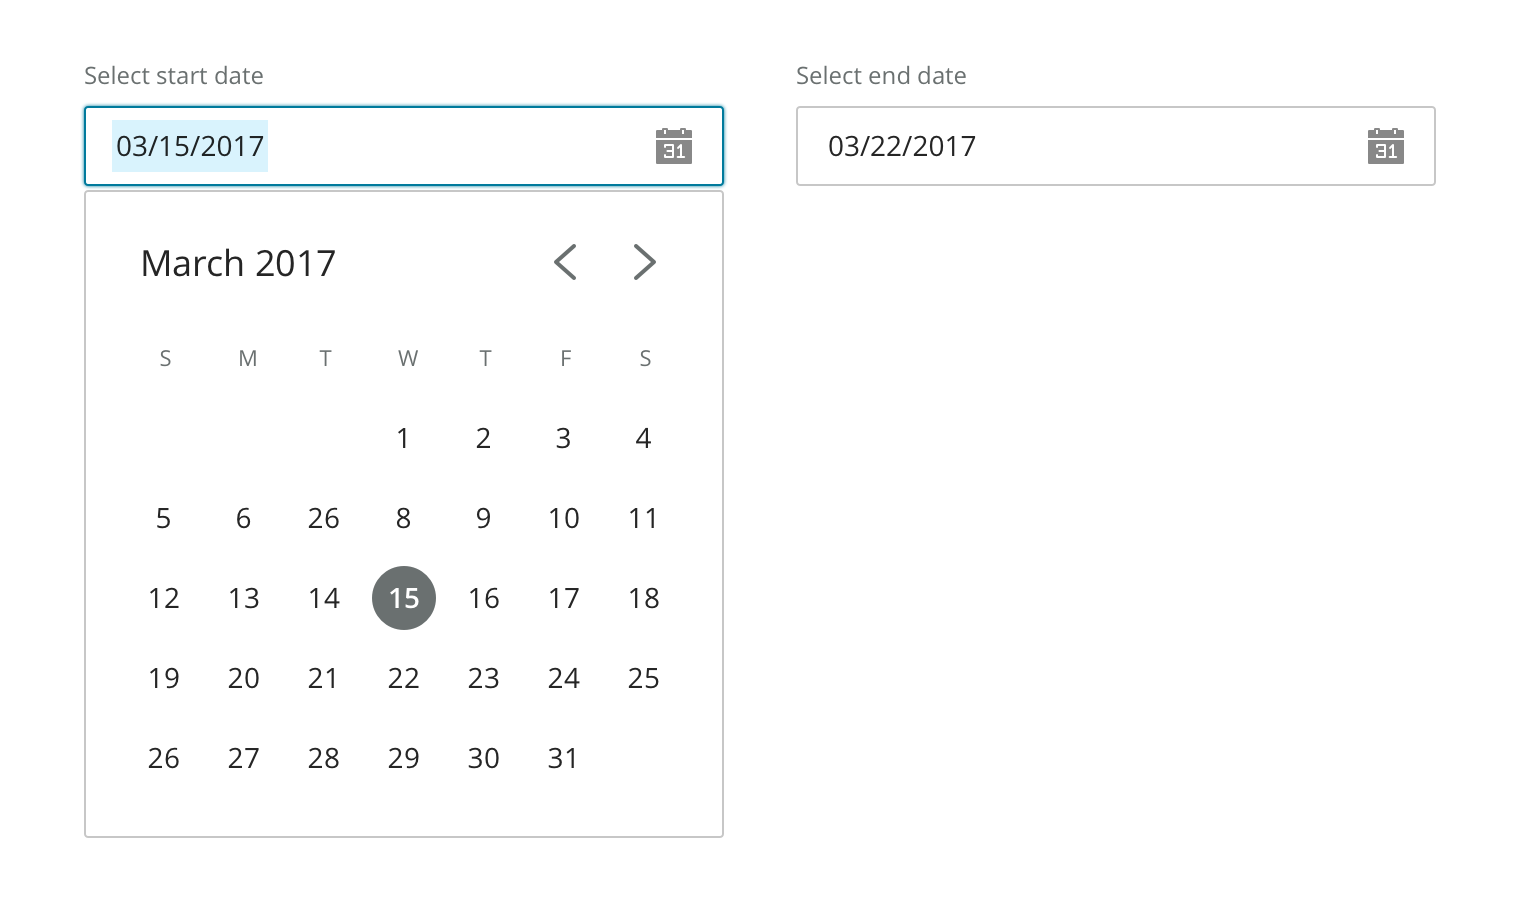 Select start date
Select end date
03/15/2017
31
03/22/2017
31
March 2017
S M T W T F S
1 2 3 4
5 6 26 8 9 10 11
12 13 14 15 16 17 18
19 20 21 22 23 24 25
26 27 28 29 30 31